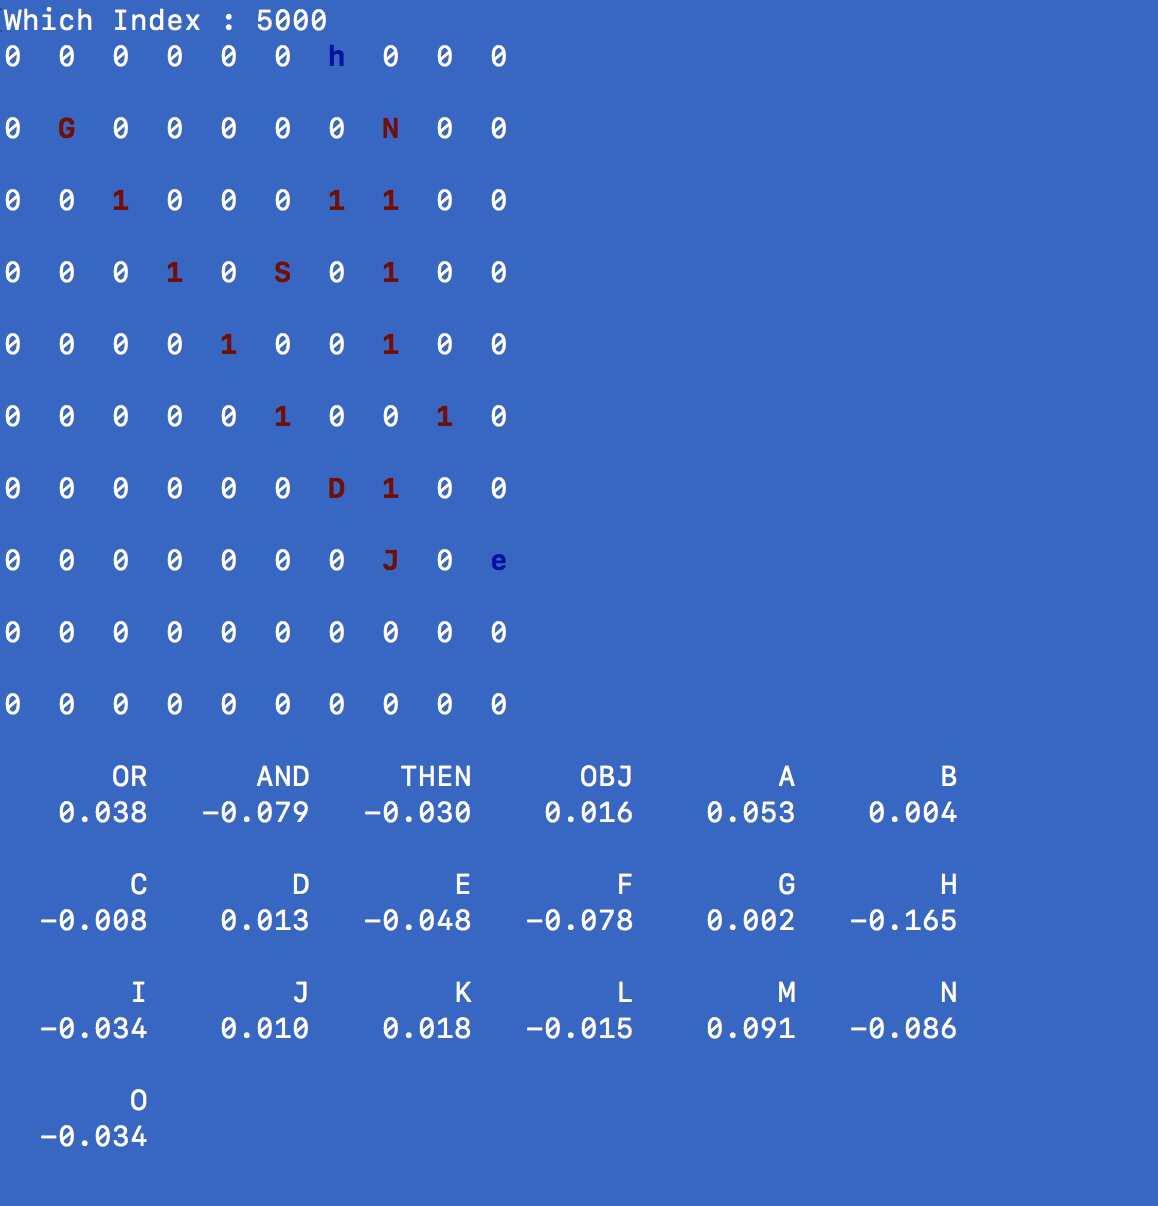 Which Index : 5000
0 0 0 0 0 0 h 0 0 0
0 G 0 0 0 0 0 N 0 0
0 0 1 0 0 0 1 1 0 0
0 0 0 1 0 S 0 1 0 0
0 0 0 0 1 0 0 1 0 0
0 0 0 0 0 1 0 0 1 0
0 0 0 0 0 0 D 1 0 0
0 0 0 0 0 0 0 J 0 e
0 0 0 0 0 0 0 0 0 0
0 0 0 0 0 0 0 0 0 0
OR AND THEN OBJ A B
0.038 -0.079 -0.030 0.016 0.053 0.004
C D E F G H
-0.008 0.013 -0.048 -0.078 0.002 -0.165
I J K L M N
-0.034 0.010 0.018 -0.015 0.091 -0.086
O
-0.034